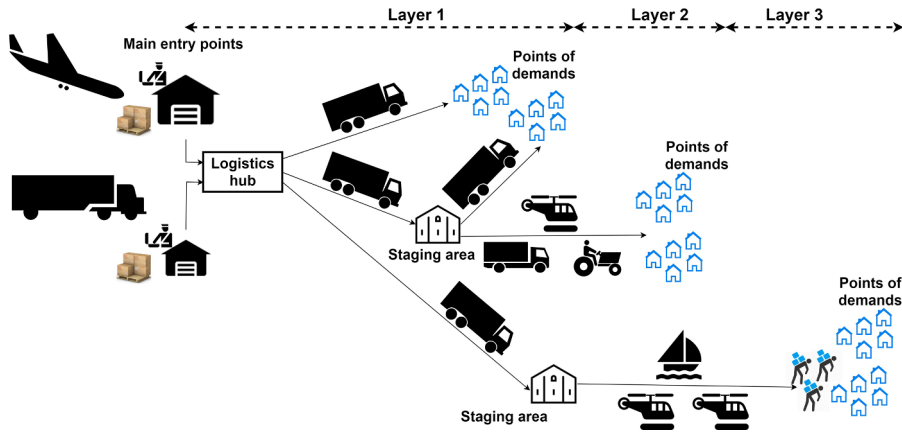 Layer 1
Layer 2
Layer 3
Main entry points
Points of
demands
Logistics
hub
Points of
demands
Staging area
Points of
demands
Staging area